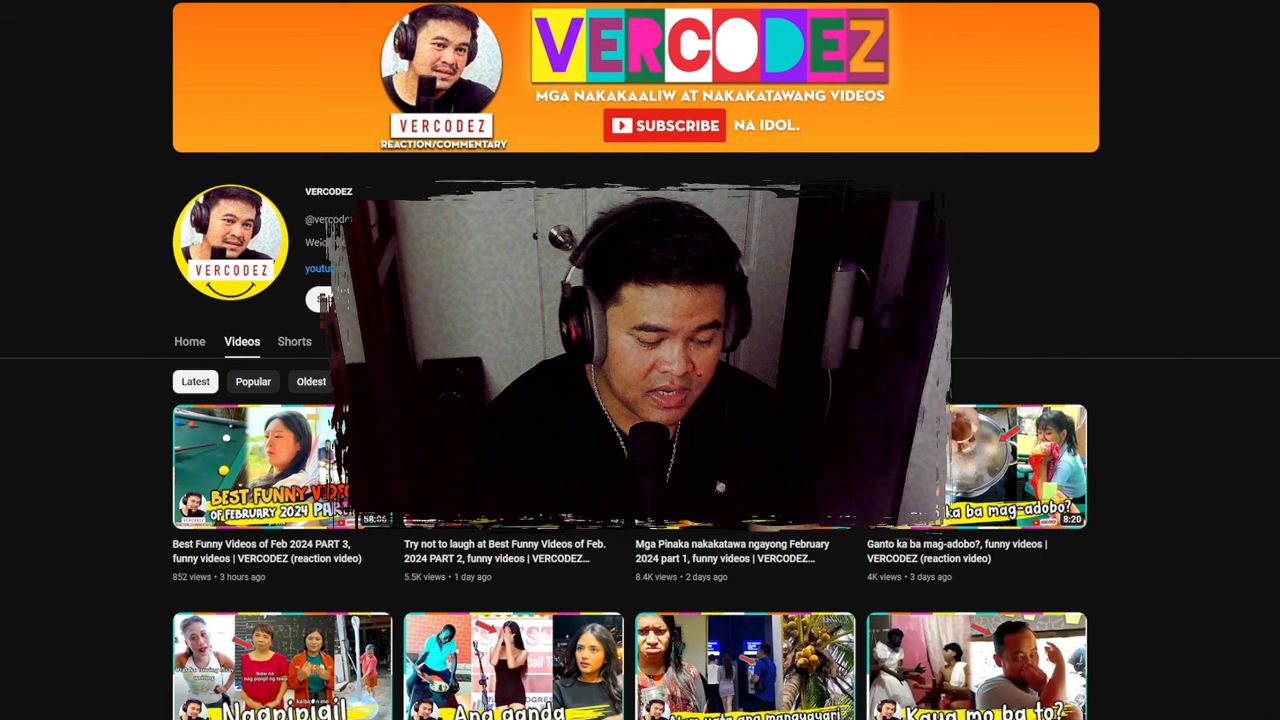 VERCODEZ
MGA NAKAKAALIW AT NAKAKATAWANG VIDEOS
SUBSCRIBE NA IDOL.
VERCODEZ
REACTION/COMMENTARY
VERCODEZ
VERCODEZ
Home Videos Shorts
Latest Popular Oldest
BEST FUNNY
OF FEBRUARY 2024
58:06
ka ba mag-adobo?
8:20
Best Funny Videos of Feb 2024 PART 3,
funny videos | VERCODEZ (reaction video)
852 views • 3 hours ago
Try not to laugh at Best Funny Videos of Feb.
2024 PART 2, funny videos | VERCODEZ...
5.5K views • 1 day ago
Mga Pinaka nakakatawa ngayong February
2024 part 1, funny videos | VERCODEZ...
8.4K views • 2 days ago
Ganto ka ba mag-adobo?, funny videos |
VERCODEZ (reaction video)
4K views • 3 days ago
Nagpipigil
Ang ganda
Kaya mo ba to?